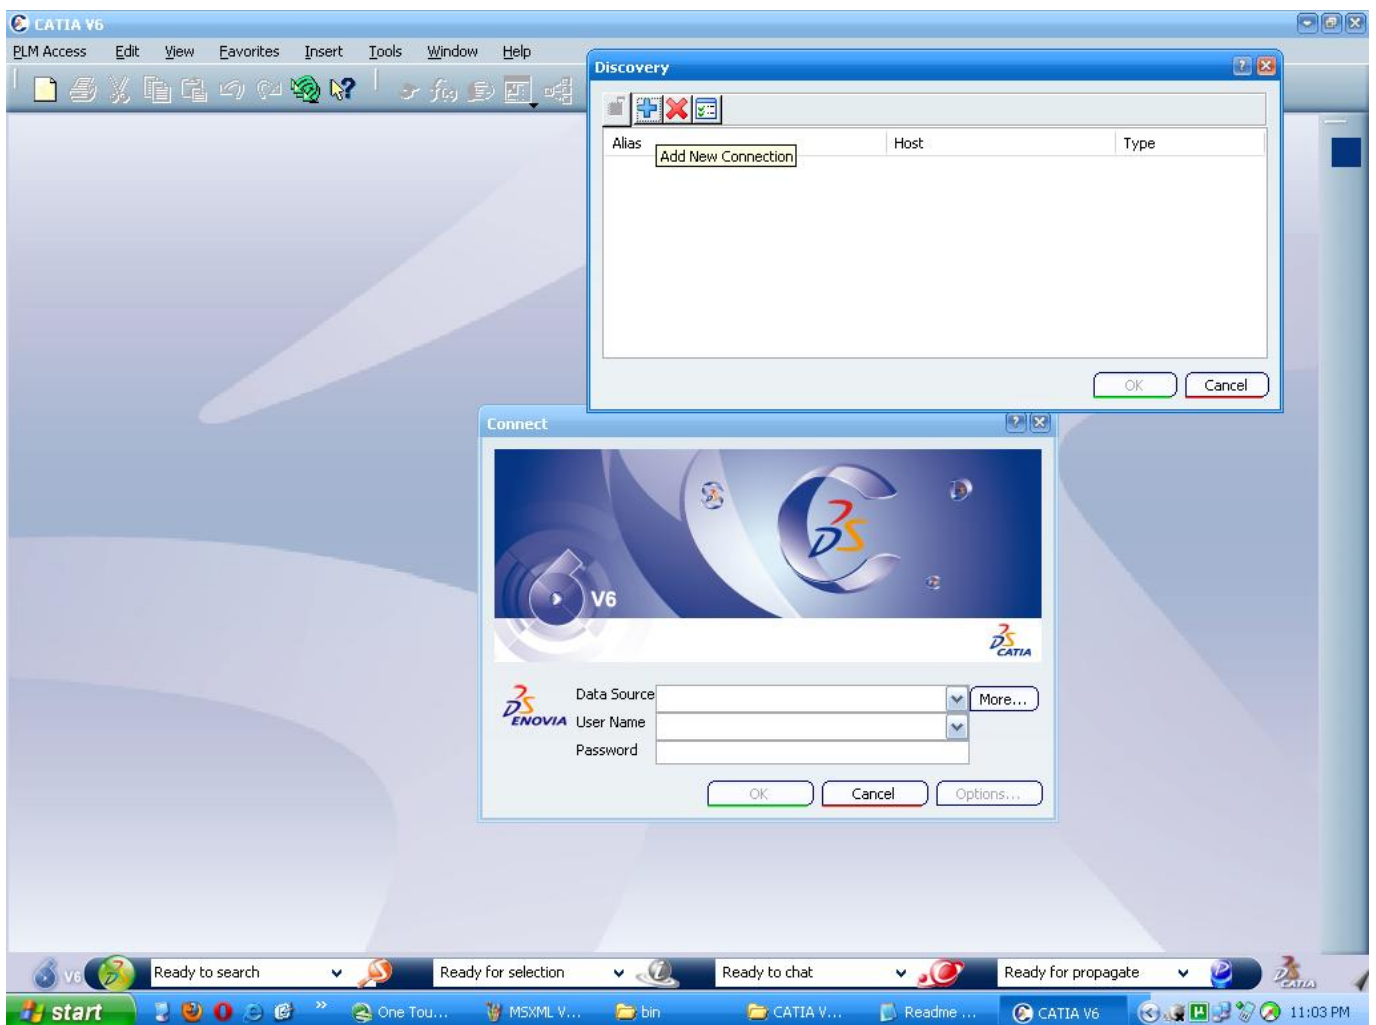 CATIA V6
PLM Access Edit View Favorites Insert Tools Window Help
Discovery
Alias Host Type
Add New Connection
OK Cancel
Connect
V6
CATIA
Data Source More...
ENOVIA User Name
Password
OK Cancel Options...
V6 Ready to search Ready for selection Ready to chat Ready for propagate CATIA
start One Tou... MSXML V... bin CATIA V... Readme ... CATIA V6 11:03 PM